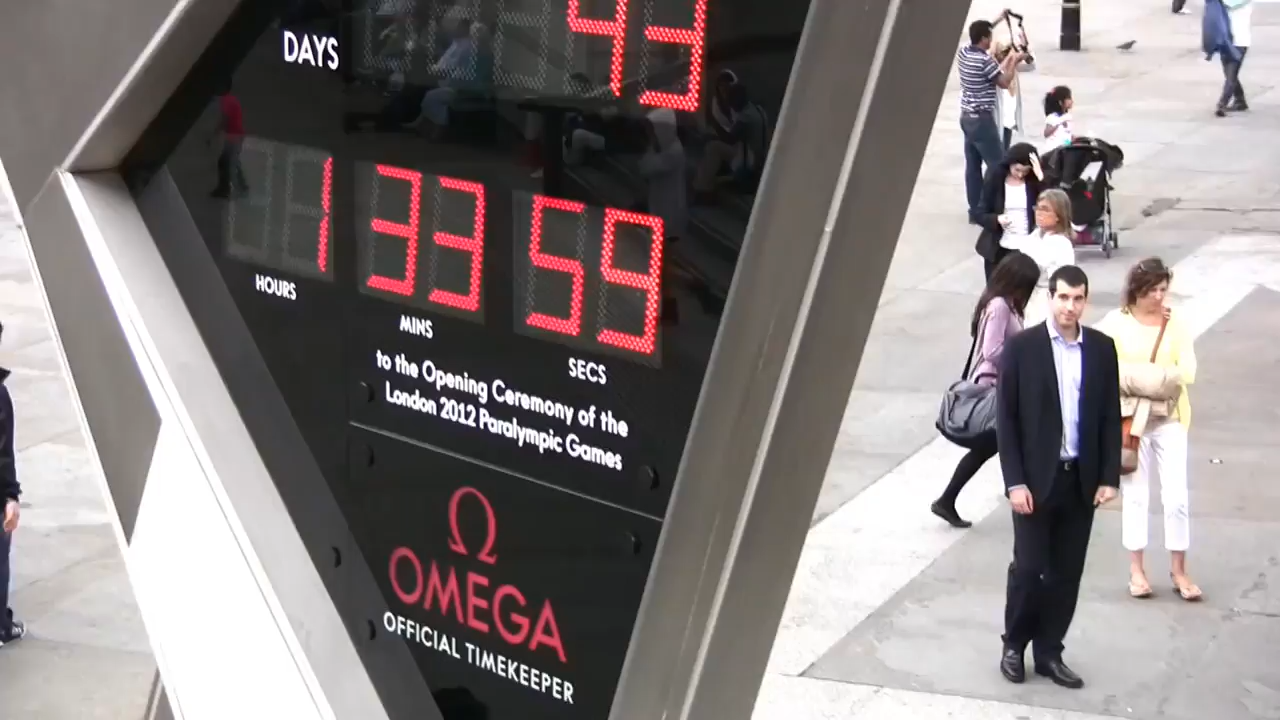 43
DAYS
1 33 59
HOURS
MINS
SECS
to the Opening Ceremony of the
London 2012 Paralympic Games
Ω
OMEGA
OFFICIAL TIMEKEEPER